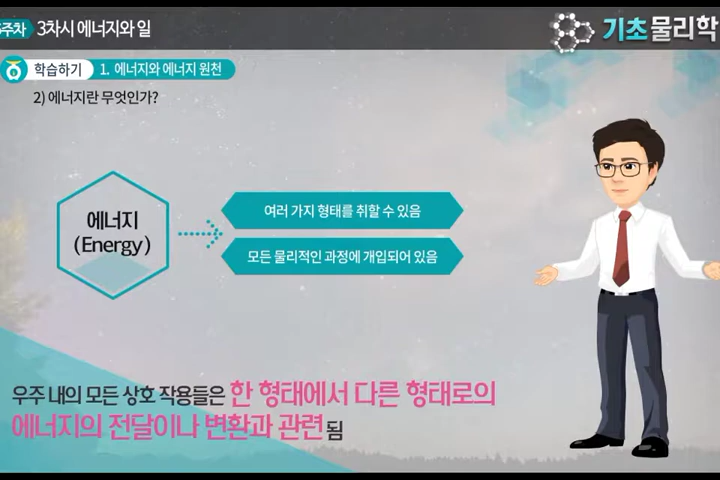 주차 3차시 에너지와 일
기초물리학
학습하기 1. 에너지와 에너지 원천
2) 에너지란 무엇인가?
에너지
(Energy)
여러 가지 형태를 취할 수 있음
모든 물리적인 과정에 개입되어 있음
우주 내의 모든 상호 작용들은 한 형태에서 다른 형태로의
에너지의 전달이나 변환과 관련됨